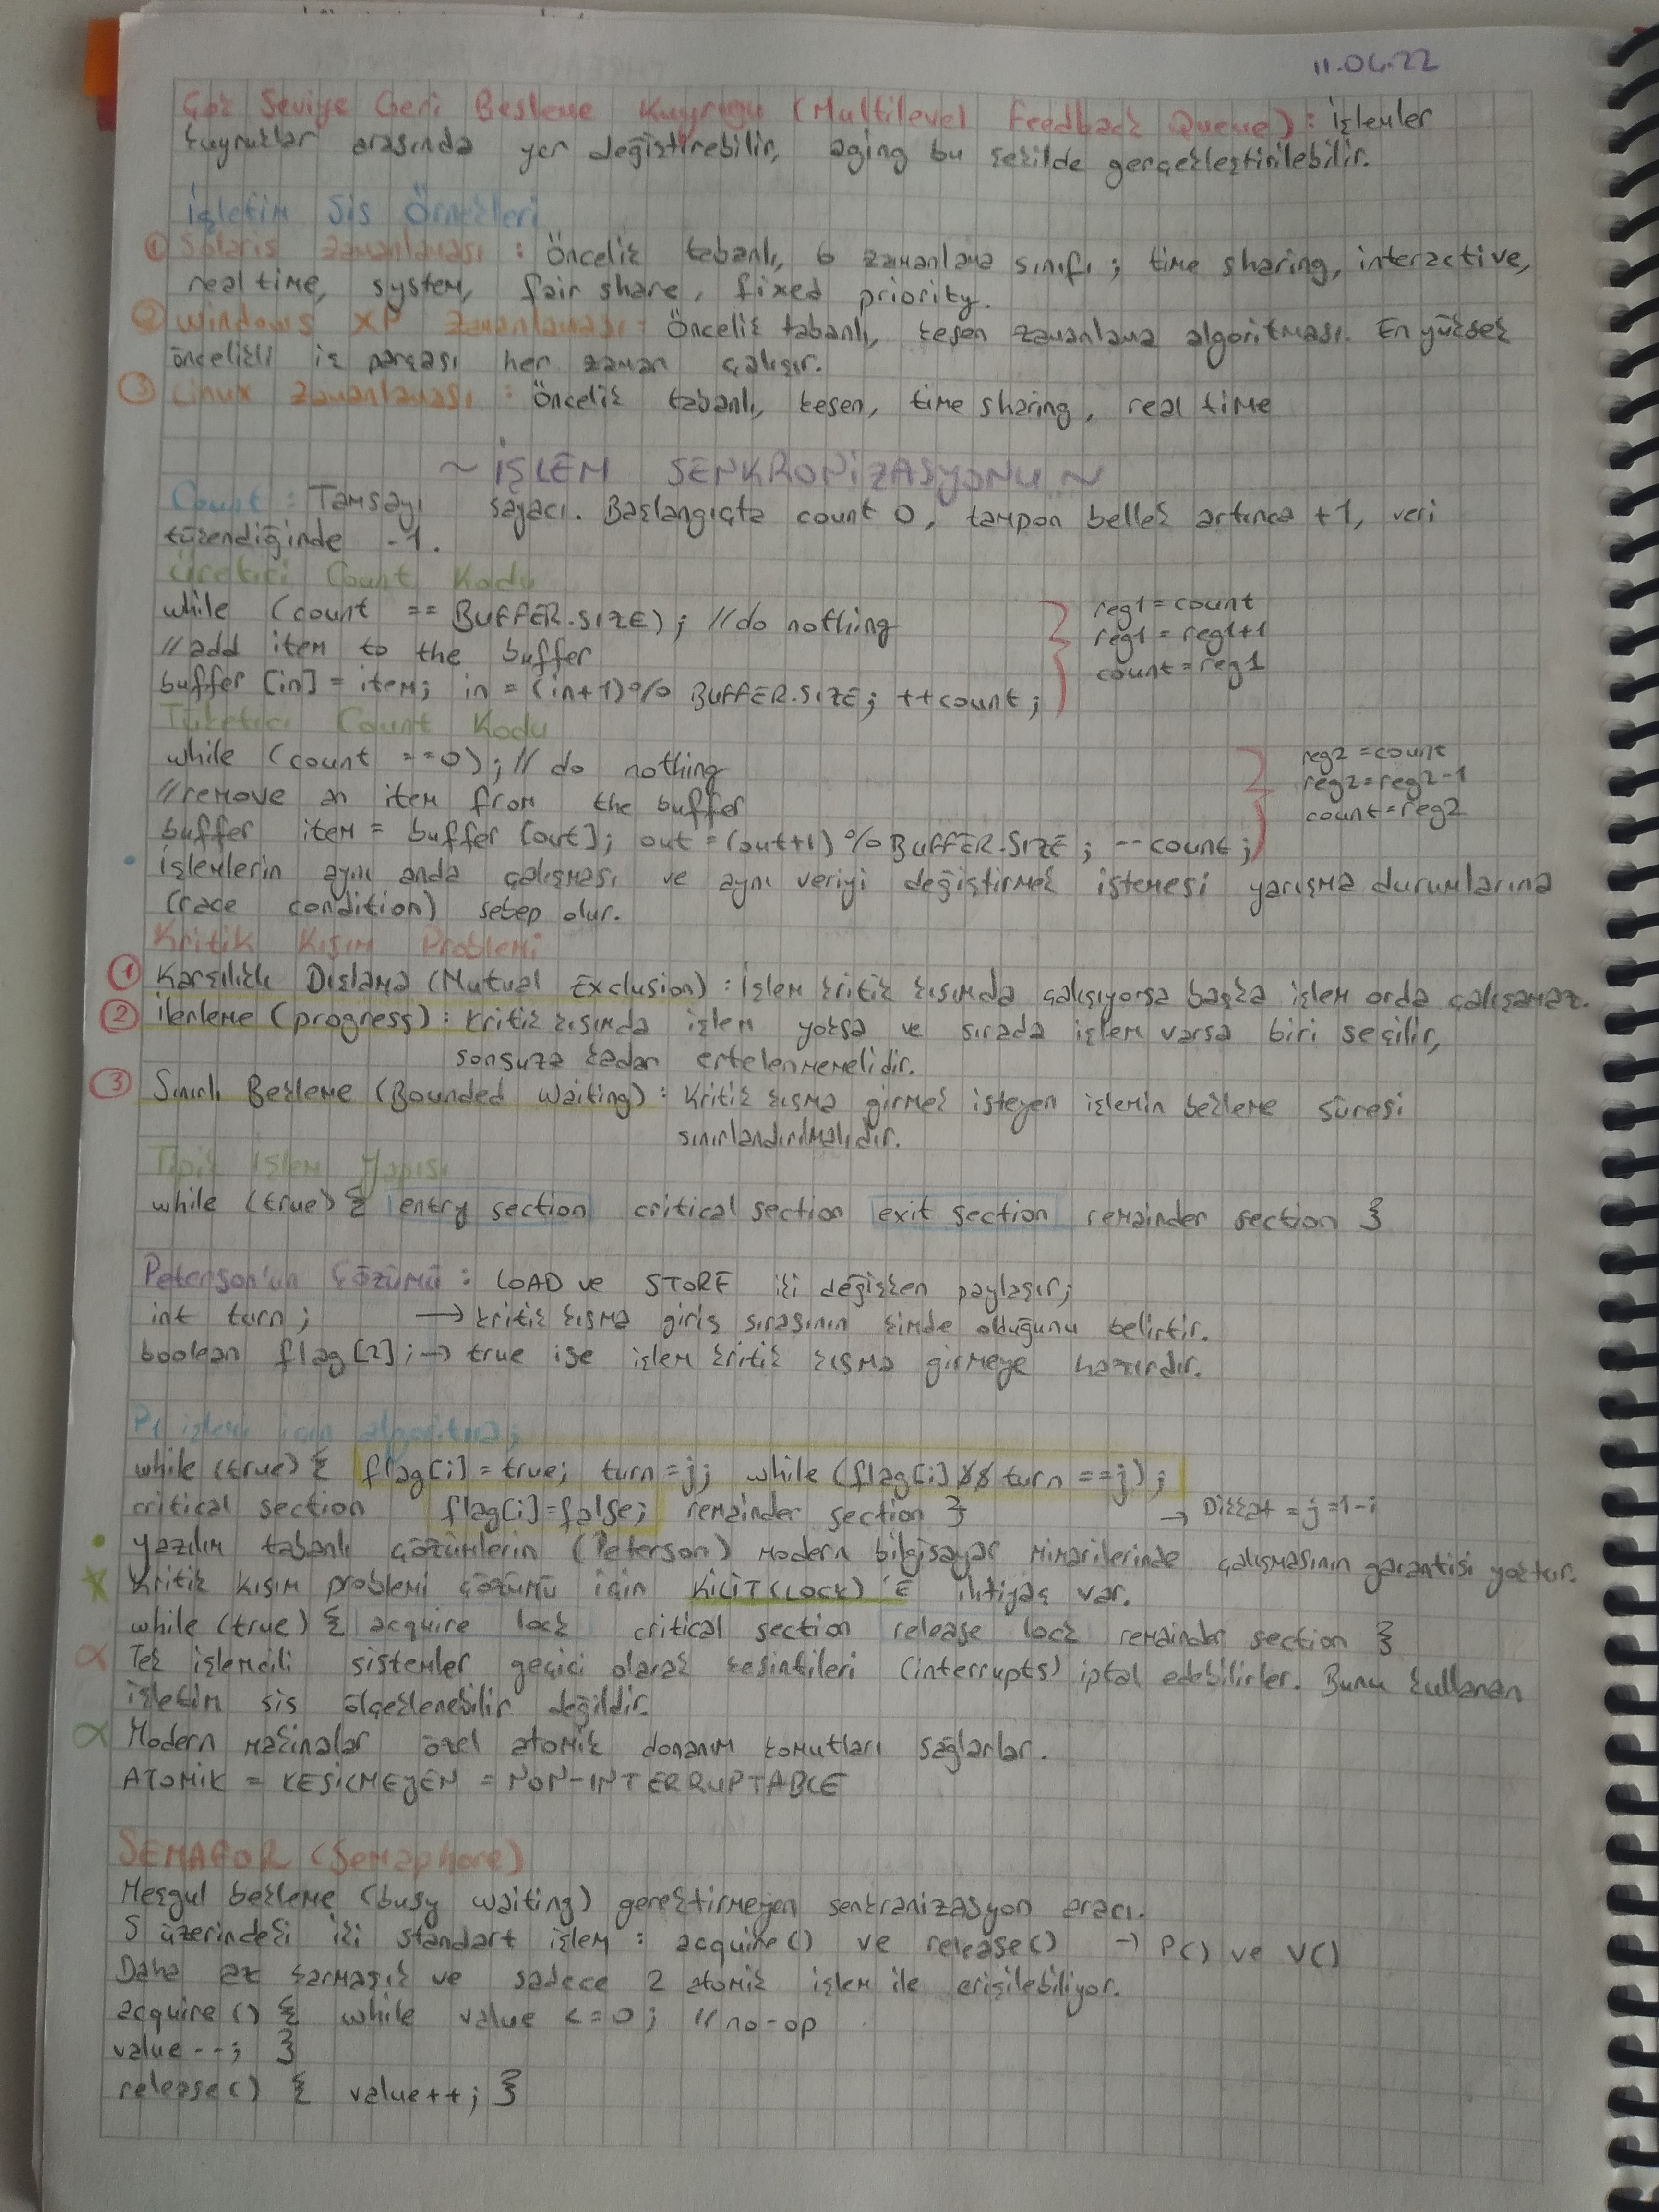 11.04.22
Çok Seviye Geri Besleme Kuyruğu (Multilevel Feedback Queue) : işlemler
kuyruklar arasında yer değiştirebilir, aging bu şekilde gerçekleştirilebilir.
İşletim Sis Örnekleri
① Solaris Zamanlaması : Öncelik tabanlı, 6 zamanlama sınıfı ; time sharing, interactive,
real time, system, fair share, fixed priority.
② Windows XP Zamanlaması : Öncelik tabanlı, kesen zamanlama algoritması. En yüksek
öncelikli iş parçası her zaman çalışır.
③ Linux Zamanlaması : Öncelik tabanlı, kesen, time sharing, real time
~ İŞLEM SENKRONİZASYONU ~
Count : Tamsayı sayacı. Başlangıçta count 0, tampon bellek artınca +1, veri
tükendiğinde -1.
Üretici Count Kodu
while (count == BUFFER.SIZE) ; //do nothing
//add item to the buffer
buffer [in] = item; in = (in+1)% BUFFER.SIZE; ++count ;
reg1 = count
reg1 = reg1+1
count = reg1
Tüketici Count Kodu
while (count ==0) ; // do nothing
//remove an item from the buffer
buffer item = buffer [out]; out = (out+1) % BUFFER.SIZE ; --count ;
reg2 = count
reg2=reg2-1
count=reg2
• işlemlerin aynı anda çalışması ve aynı veriyi değiştirmek istemesi yarışma durumlarına
(race condition) sebep olur.
Kritik Kısım Problemi
① Karşılıklı Dışlama (Mutual Exclusion) : İşlem kritik kısımda çalışıyorsa başka işlem orda çalışamaz.
② ilerleme (progress) : Kritik kısımda işlem yoksa ve sırada işlem varsa biri seçilir,
sonsuza kadar ertelenmemelidir.
③ Sınırlı Bekleme (Bounded Waiting) : Kritik kısma girmek isteyen işlemin bekleme süresi
sınırlandırılmalıdır.
Tipik İşlem Yapısı
while (true) { entry section critical section exit section remainder section }
Peterson'un Çözümü : LOAD ve STORE iki değişken paylaşır;
int turn ; → kritik kısma giriş sırasının kimde olduğunu belirtir.
boolean flag [2] ; → true ise işlem kritik kısma girmeye hazırdır.
Pi işlemi için algoritma;
while (true) { flag[i] = true; turn =j; while (flag[i] && turn ==j) ;
critical section flag[i]=false; remainder section }
→ Dikkat = j =1-i
• yazılım tabanlı çözümlerin (Peterson) modern bilgisayar mimarilerinde çalışmasının garantisi yoktur.
* Kritik kısım problemi çözümü için KİLİT(LOCK) 'E ihtiyaç var.
while (true) { acquire lock critical section release lock remainder section }
α Tek işlemcili sistemler geçici olarak kesintileri (interrupts) iptal edebilirler. Bunu kullanan
işletim sis ölçeklenebilir değildir.
α Modern makinalar özel atomik donanım komutları sağlarlar.
ATOMİK = KESİLMEYEN = NON-INTERRUPTABLE
SEMAFOR (Semaphore)
Meşgul bekleme (busy waiting) gerektirmeyen senkranizasyon aracı.
S üzerindeki iki standart işlem : acquire() ve release() → P() ve V()
Daha az karmaşık ve sadece 2 atomik işlem ile erişilebiliyor.
acquire () { while value <=0 ; //no-op
value --; }
release() { value++ ; }